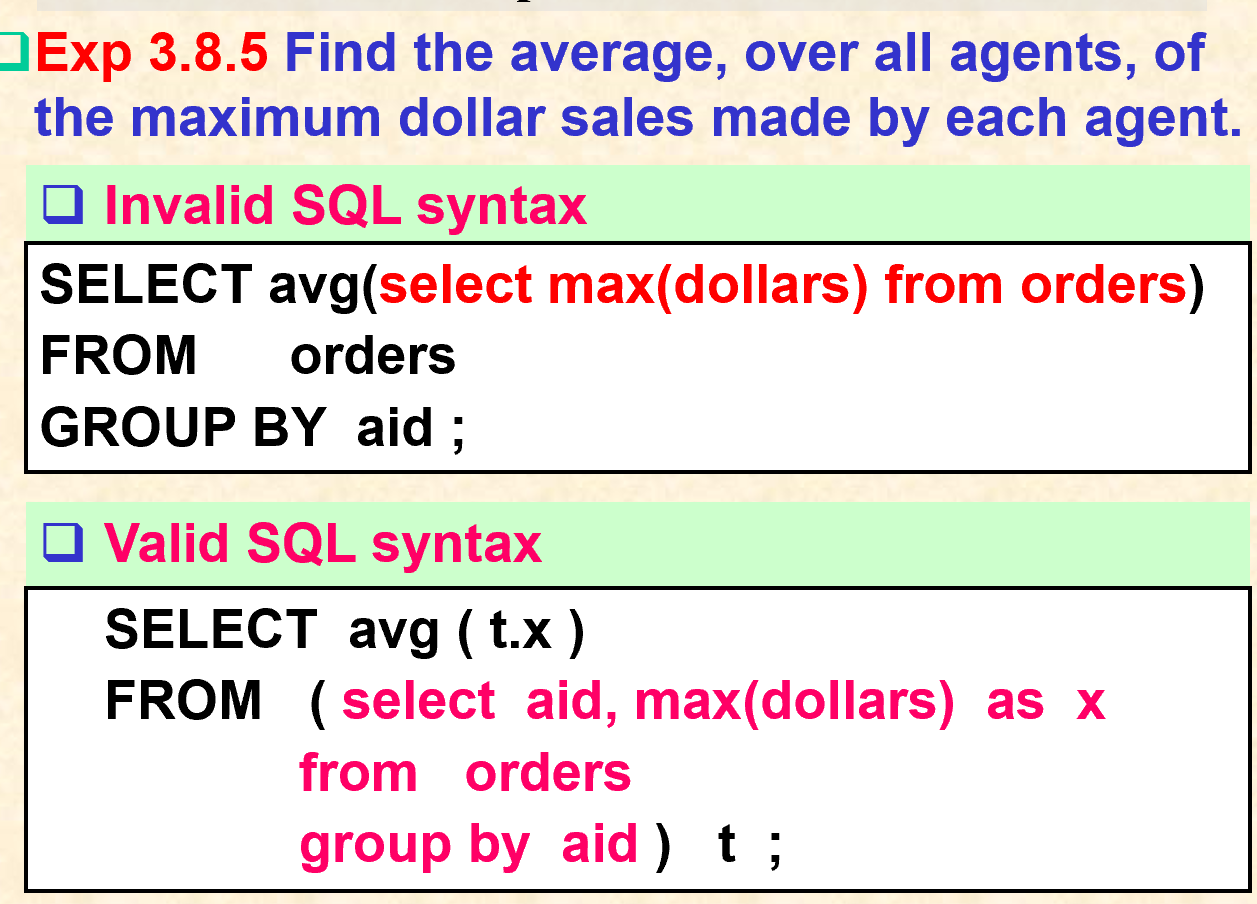 Exp 3.8.5 Find the average, over all agents, of
the maximum dollar sales made by each agent.
Invalid SQL syntax
SELECT avg(select max(dollars) from orders)
FROM orders
GROUP BY aid ;
Valid SQL syntax
SELECT avg ( t.x )
FROM ( select aid, max(dollars) as x
from orders
group by aid ) t ;